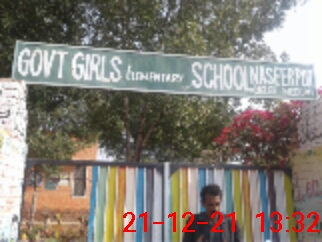 GOVT GIRLS ELEMENTARY SCHOOL NASEERPUR
21-12-21 13:32